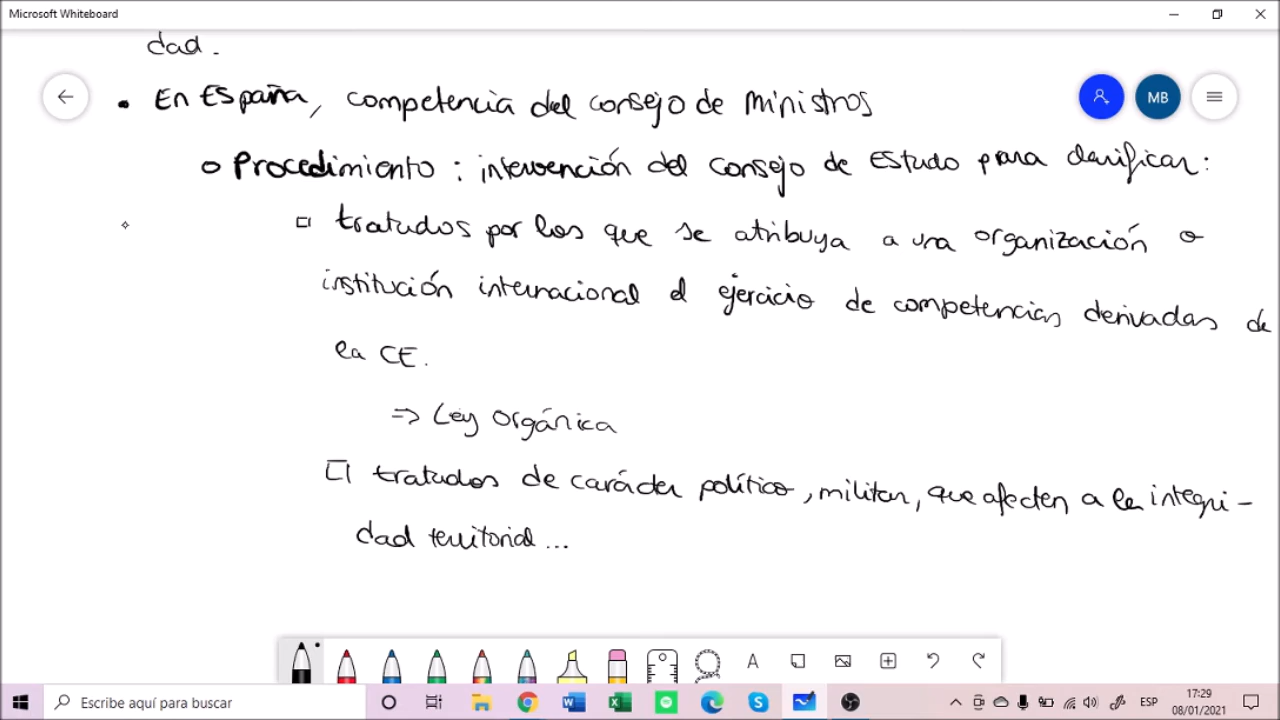 Microsoft Whiteboard
dad.
• En España, competencia del consejo de Ministros
MB
o Procedimiento : intervención del Consejo de Estado para clarificar :
□ tratados por los que se atribuya a una organización o
institución internacional el ejercicio de competencias derivadas de
la CE.
=> Ley orgánica
□ tratados de carácter político, militar, que afecten a la integri-
dad territorial ...
A
Escribe aquí para buscar
ESP
17:29
08/01/2021